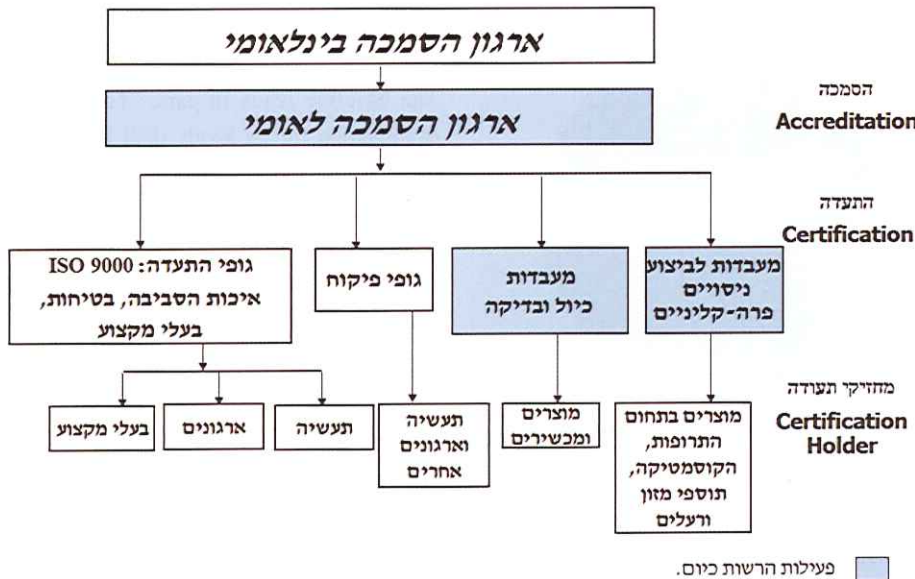 ארגון הסמכה בינלאומי
הסמכה
Accreditation
ארגון הסמכה לאומי
התעדה
Certification
מעבדות לביצוע
ניסויים
פרה-קליניים
מעבדות
כיול ובדיקה
גופי פיקוח
גופי התעדה: ISO 9000
איכות הסביבה, בטיחות,
בעלי מקצוע
מחזיקי תעודה
Certification
Holder
מוצרים בתחום
התרופות,
הקוסמטיקה,
תוספי מזון
ורעלים
מוצרים
ומכשירים
תעשיה
וארגונים
אחרים
תעשיה
ארגונים
בעלי מקצוע
פעילות הרשות כיום.